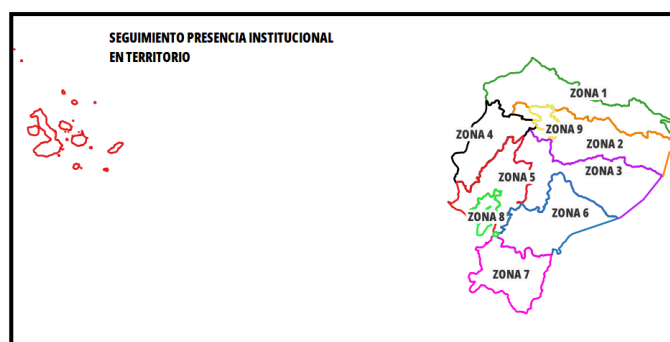 SEGUIMIENTO PRESENCIA INSTITUCIONAL
EN TERRITORIO
ZONA 1
ZONA 4
ZONA 9
ZONA 2
ZONA 3
ZONA 5
ZONA 8
ZONA 6
ZONA 7